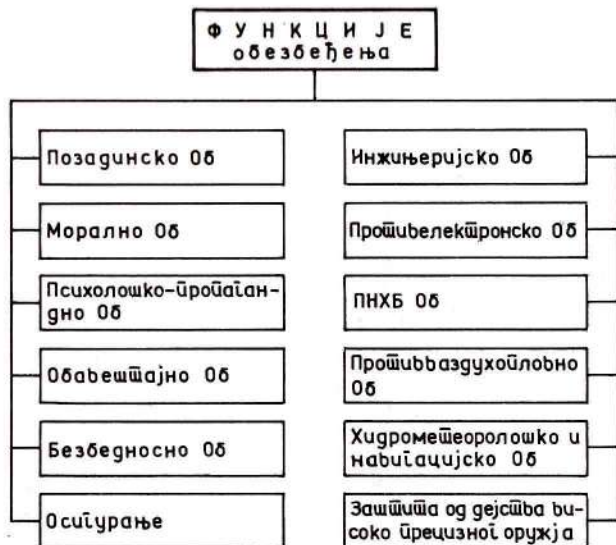 ФУНКЦИЈЕ
обезбеђења
Позадинско Об
Морално Об
Психолошко-пропаган-
дно Об
Обавештајно Об
Безбедносно Об
Осигурање
Инжињеријско Об
Противелектронско Об
ПНХБ Об
Противваздухопловно
Об
Хидрометеоролошко и
навигацијско Об
Заштита од дејства ви-
соко прецизног оружја